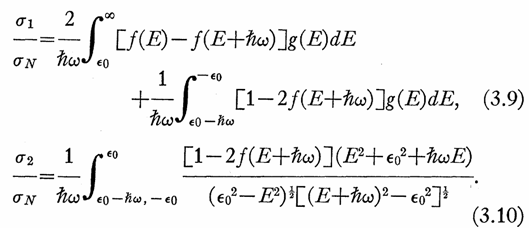 σ₁/σ_N = 2/ħω ∫_{ϵ0}^{∞} [f(E)−f(E+ħω)]g(E)dE
+ 1/ħω ∫_{ϵ0−ħω}^{−ϵ0} [1−2f(E+ħω)]g(E)dE, (3.9)
σ₂/σ_N = 1/ħω ∫_{ϵ0−ħω,−ϵ0}^{ϵ0} [1−2f(E+ħω)](E²+ϵ₀²+ħωE) / (ϵ₀²−E²)^{½}[(E+ħω)²−ϵ₀²]^{½}.
(3.10)